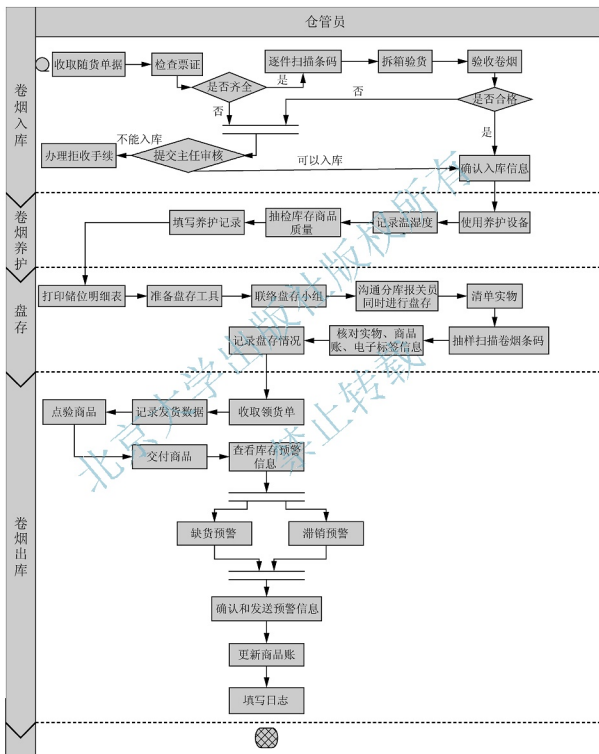 仓管员
卷烟入库
收取随货单据
检查票证
是否齐全
是
逐件扫描条码
拆箱验货
验收卷烟
是否合格
否
否
是
不能入库
办理拒收手续
提交主任审核
可以入库
确认入库信息
卷烟养护
填写养护记录
抽检库存商品
质量
记录温湿度
使用养护设备
盘存
打印储位明细表
准备盘存工具
联络盘存小组
沟通分库报关员
同时进行盘存
清单实物
记录盘存情况
核对实物、商品
账、电子标签信息
抽样扫描卷烟条码
卷烟出库
点验商品
记录发货数据
收取领货单
交付商品
查看库存预警
信息
缺货预警
滞销预警
确认和发送预警信息
更新商品账
填写日志
北京大学出版社版权所有
禁止转载